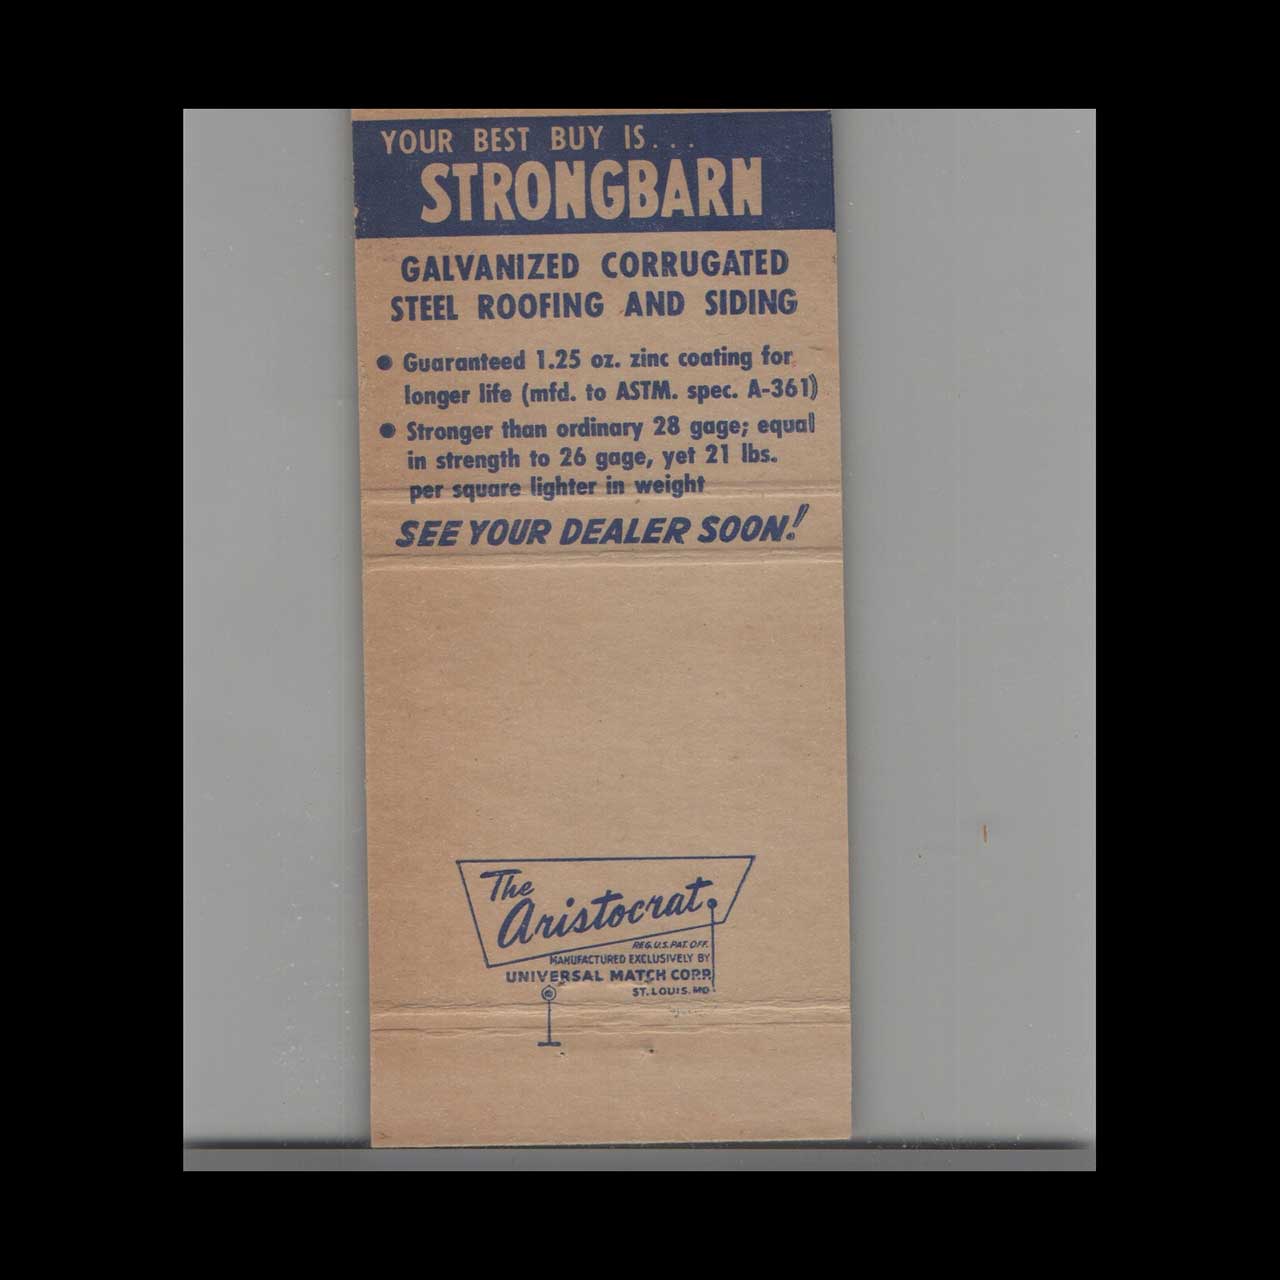 YOUR BEST BUY IS...
STRONGBARN
GALVANIZED CORRUGATED
STEEL ROOFING AND SIDING
● Guaranteed 1.25 oz. zinc coating for
longer life (mfd. to ASTM. spec. A-361)
● Stronger than ordinary 28 gage; equal
in strength to 26 gage, yet 21 lbs.
per square lighter in weight
SEE YOUR DEALER SOON!
The
Aristocrat
REG. U.S. PAT. OFF.
MANUFACTURED EXCLUSIVELY BY
UNIVERSAL MATCH CORP.
ST. LOUIS, MO.